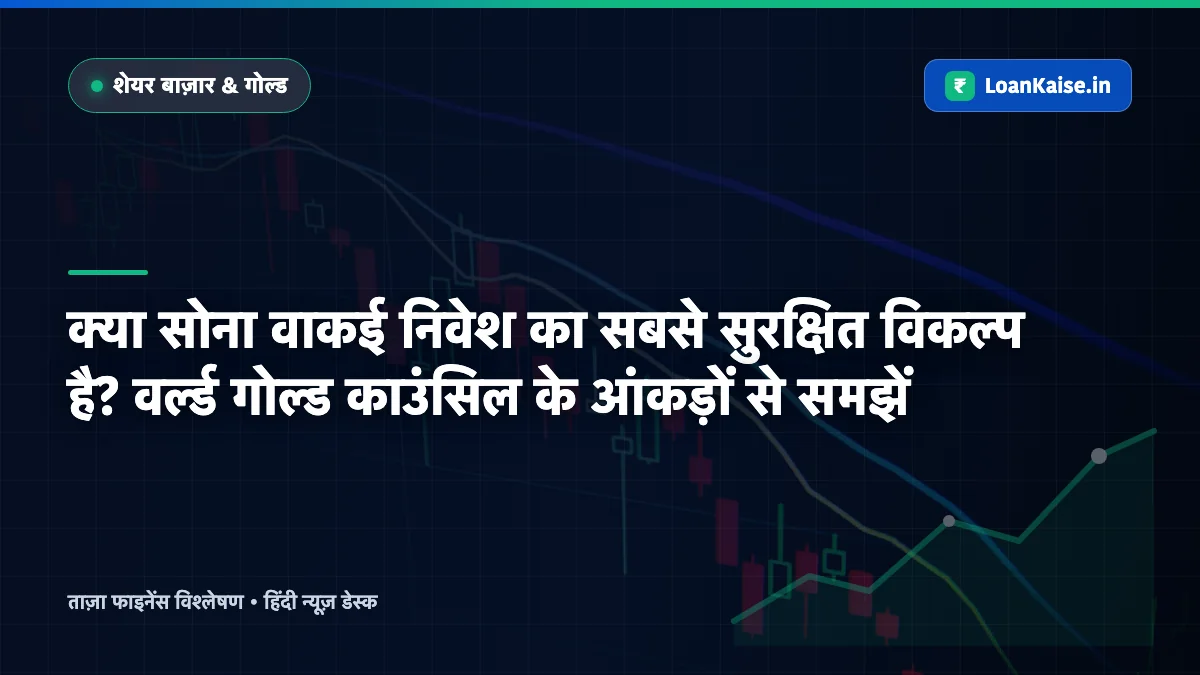 शेयर बाज़ार & गोल्ड
₹ LoanKaise.in
क्या सोना वाकई निवेश का सबसे सुरक्षित विकल्प
है? वर्ल्ड गोल्ड काउंसिल के आंकड़ों से समझें
ताज़ा फाइनेंस विश्लेषण • हिंदी न्यूज़ डेस्क